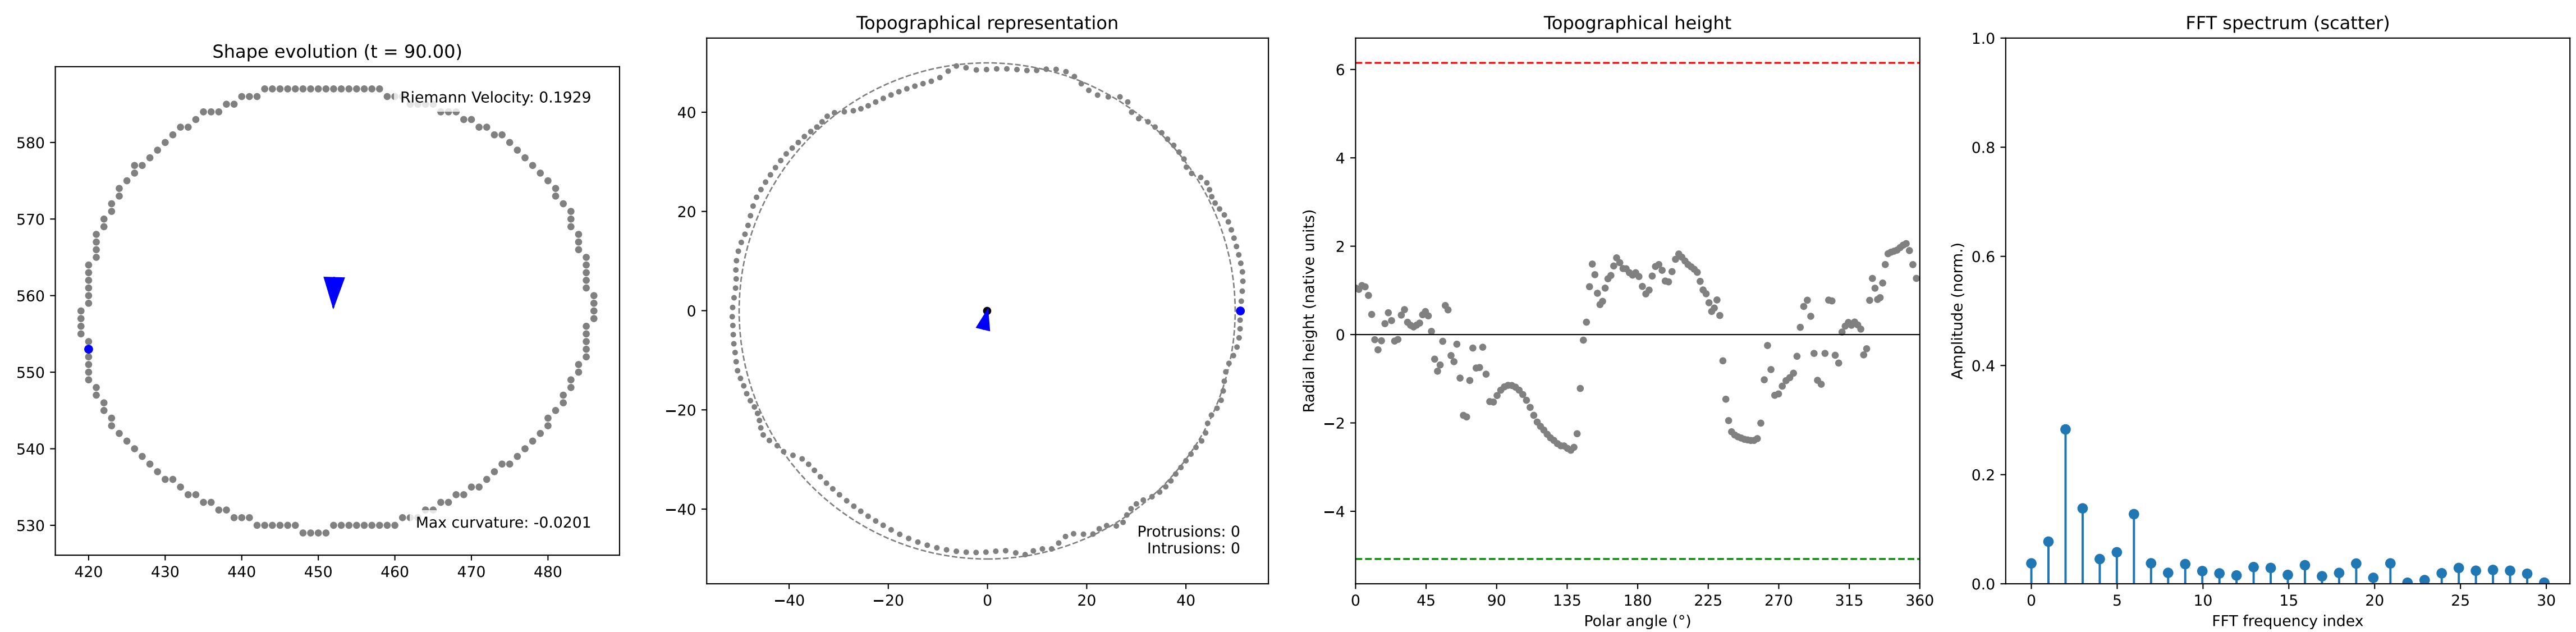 Shape evolution (t = 90.00)
Riemann Velocity: 0.1929
Max curvature: -0.0201
580
570
560
550
540
530
420 430 440 450 460 470 480
Topographical representation
40
20
0
−20
−40
−40 −20 0 20 40
Protrusions: 0
Intrusions: 0
Topographical height
Radial height (native units)
6
4
2
0
−2
−4
0 45 90 135 180 225 270 315 360
Polar angle (°)
FFT spectrum (scatter)
Amplitude (norm.)
1.0
0.8
0.6
0.4
0.2
0.0
0 5 10 15 20 25 30
FFT frequency index